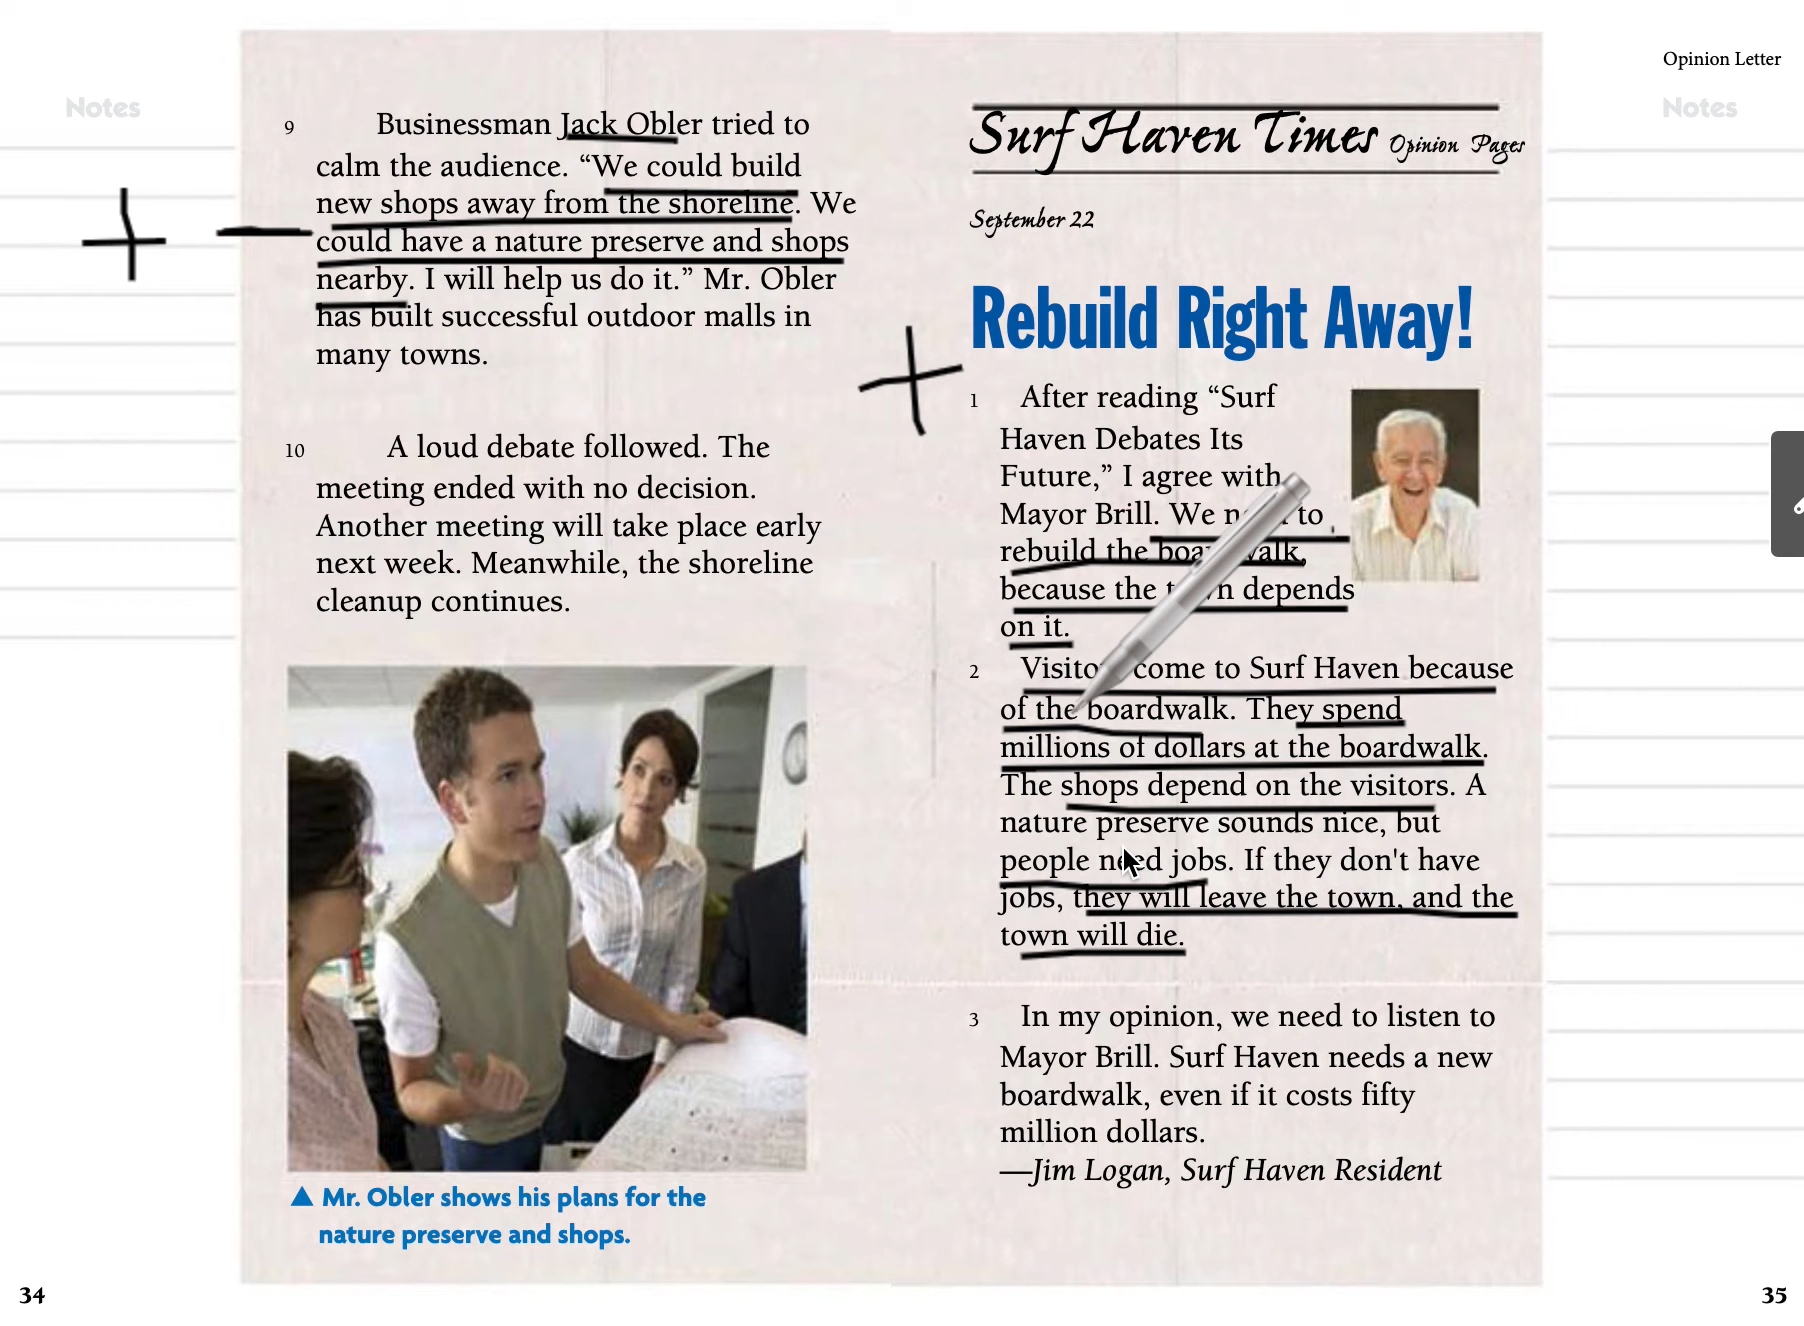 Opinion Letter
Notes
Notes
9 Businessman Jack Obler tried to
calm the audience. “We could build
new shops away from the shoreline. We
could have a nature preserve and shops
nearby. I will help us do it.” Mr. Obler
has built successful outdoor malls in
many towns.
10 A loud debate followed. The
meeting ended with no decision.
Another meeting will take place early
next week. Meanwhile, the shoreline
cleanup continues.
▲ Mr. Obler shows his plans for the
nature preserve and shops.
34
Surf Haven Times Opinion Pages
September 22
Rebuild Right Away!
1 After reading “Surf
Haven Debates Its
Future,” I agree with
Mayor Brill. We need to
rebuild the boardwalk,
because the town depends
on it.
2 Visitors come to Surf Haven because
of the boardwalk. They spend
millions of dollars at the boardwalk.
The shops depend on the visitors. A
nature preserve sounds nice, but
people need jobs. If they don't have
jobs, they will leave the town, and the
town will die.
3 In my opinion, we need to listen to
Mayor Brill. Surf Haven needs a new
boardwalk, even if it costs fifty
million dollars.
—Jim Logan, Surf Haven Resident
35